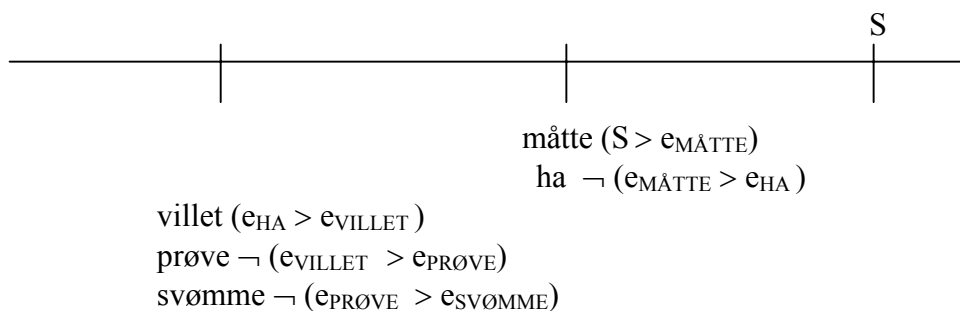 S
måtte (S > eMÅTTE)
ha ¬ (eMÅTTE > eHA )
villet (eHA > eVILLET )
prøve ¬ (eVILLET > ePRØVE)
svømme ¬ (ePRØVE > eSVØMME)